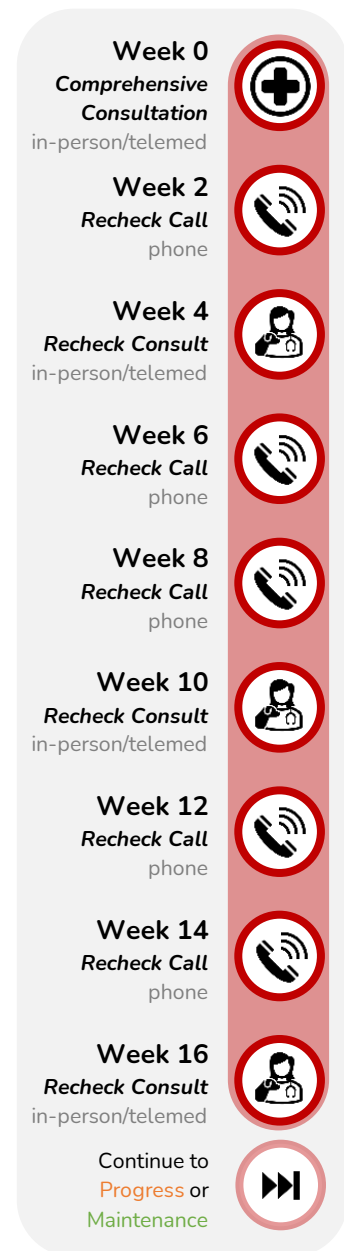 Week 0
Comprehensive
Consultation
in-person/telemed
Week 2
Recheck Call
phone
Week 4
Recheck Consult
in-person/telemed
Week 6
Recheck Call
phone
Week 8
Recheck Call
phone
Week 10
Recheck Consult
in-person/telemed
Week 12
Recheck Call
phone
Week 14
Recheck Call
phone
Week 16
Recheck Consult
in-person/telemed
Continue to
Progress or
Maintenance